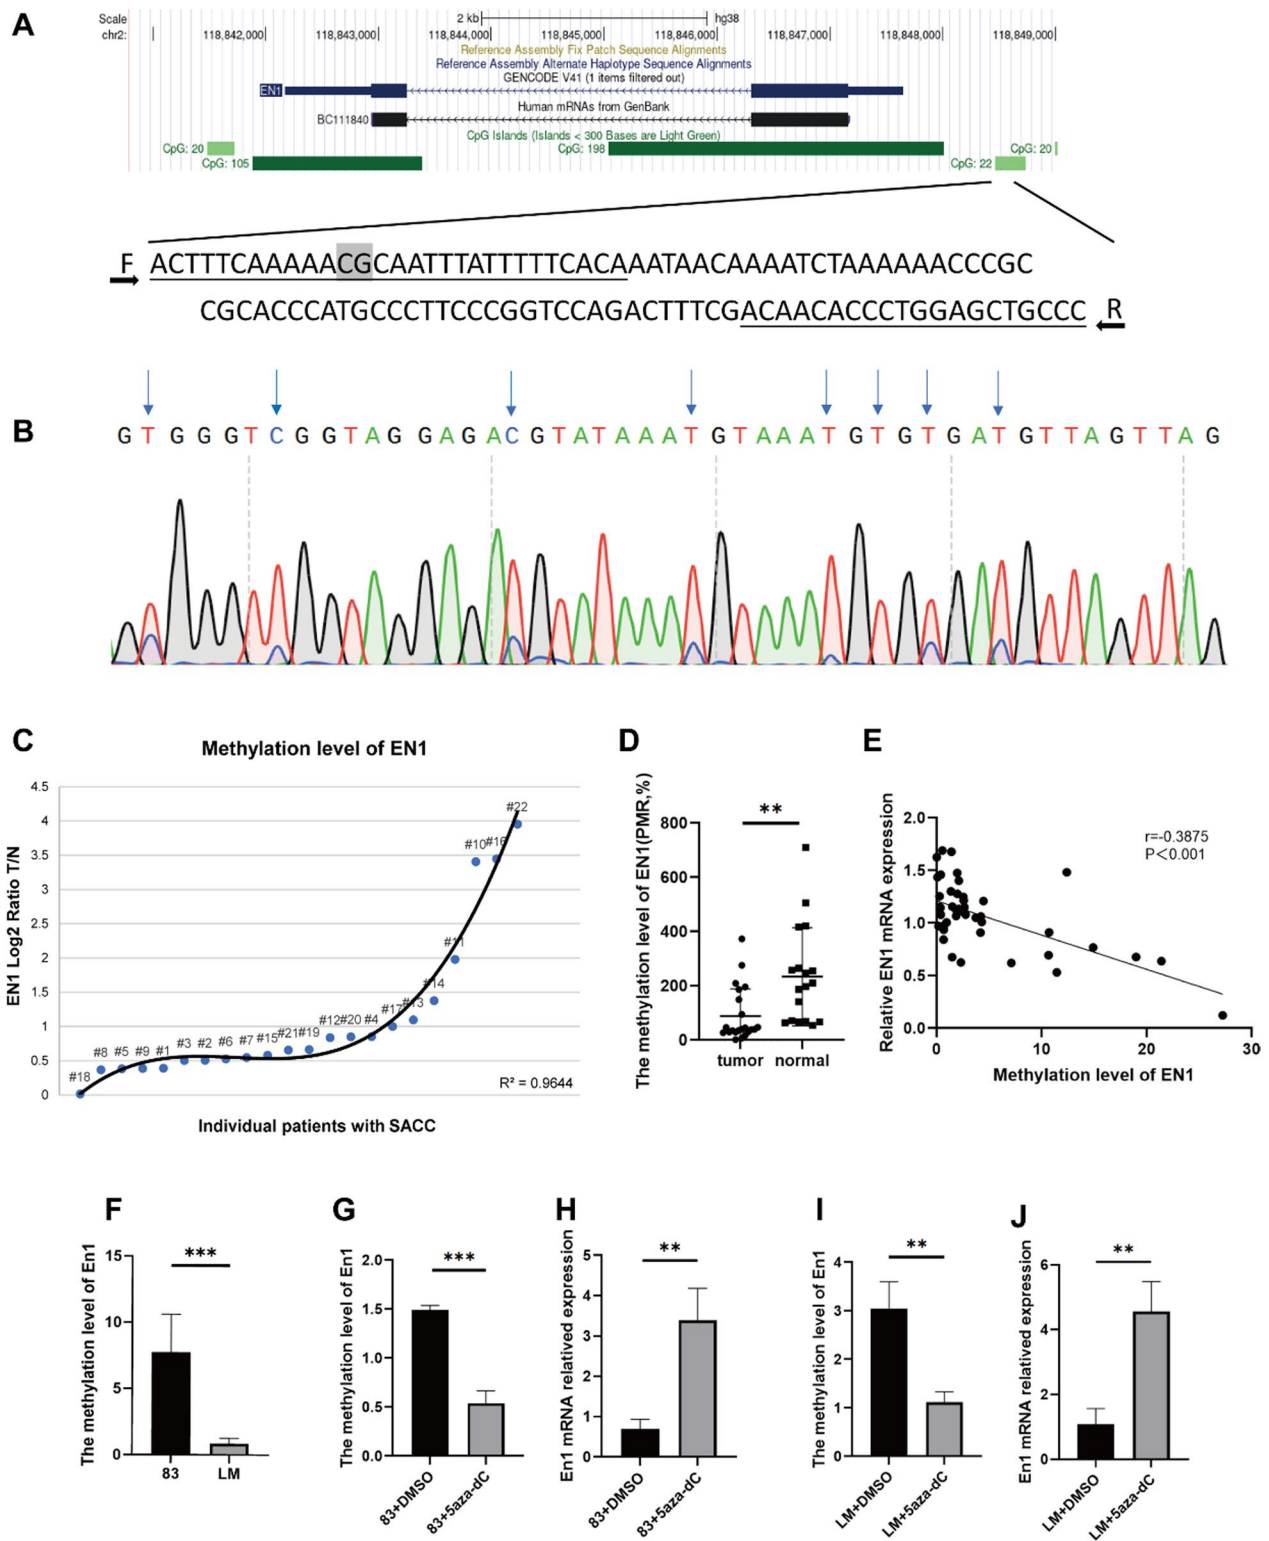 A
Scale 2 kb hg38
chr2: 118,842,000 118,843,000 118,844,000 118,845,000 118,846,000 118,847,000 118,848,000 118,849,000
Reference Assembly Fix Patch Sequence Alignments
Reference Assembly Alternate Haplotype Sequence Alignments
GENCODE V41 (1 items filtered out)
EN1
Human mRNAs from GenBank
BC111840
CpG Islands (Islands < 300 Bases are Light Green)
CpG: 20 CpG: 198 CpG: 20
CpG: 105 CpG: 22
F ACTTTCAAAAACGCAATTTATTTTTCACAAATAACAAAATCTAAAAAACCCGC
CGCACCCATGCCCTTCCCGGTCCAGACTTTCGACAACACCCTGGAGCTGCCC R
B
G T G G G T C G G T A G G A G A C G T A T A A A T G T A A A T G T G T G A T G T T A G T T A G
C
Methylation level of EN1
EN1 Log2 Ratio T/N
4.5
4
3.5
3
2.5
2
1.5
1
0.5
0
#18 #8 #5 #9 #1 #3 #2 #6 #7 #15 #21 #19 #12 #20 #4 #17 #13 #14 #11 #10 #16 #22
R² = 0.9644
Individual patients with SACC
D
The methylation level of EN1(PMR,%)
**
800
600
400
200
0
tumor normal
E
Relative EN1 mRNA expression
2.0
1.5
1.0
0.5
0.0
r=-0.3875
P＜0.001
0 10 20 30
Methylation level of EN1
F
The methylation level of En1
***
15
10
5
0
83 LM
G
The methylation level of En1
***
2.0
1.5
1.0
0.5
0.0
83+DMSO 83+5aza-dC
H
En1 mRNA relatived expression
**
5
4
3
2
1
0
83+DMSO 83+5aza-dC
I
The methylation level of En1
**
4
3
2
1
0
LM+DMSO LM+5aza-dC
J
En1 mRNA relatived expression
**
6
4
2
0
LM+DMSO LM+5aza-dC